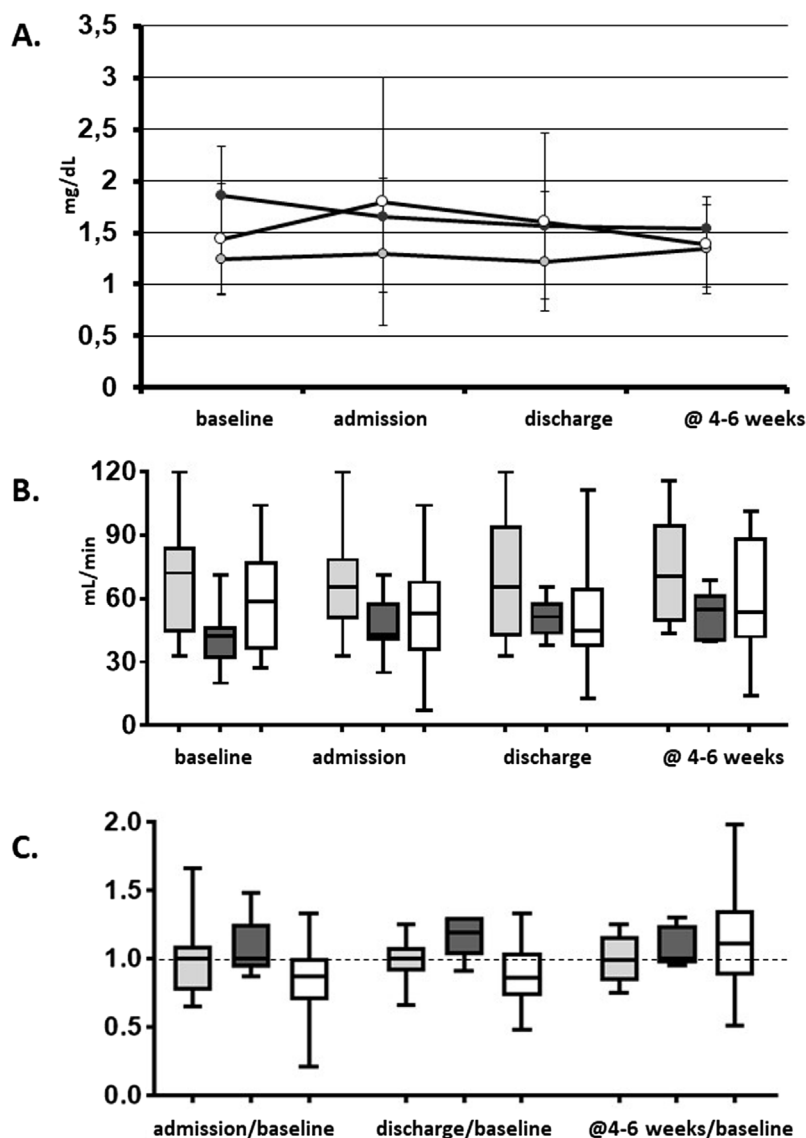 A.
mg/dL
3,5
3
2,5
2
1,5
1
0,5
0
baseline admission discharge @ 4-6 weeks
B.
mL/min
120
90
60
30
0
baseline admission discharge @ 4-6 weeks
C.
2.0
1.5
1.0
0.5
0.0
admission/baseline discharge/baseline @4-6 weeks/baseline